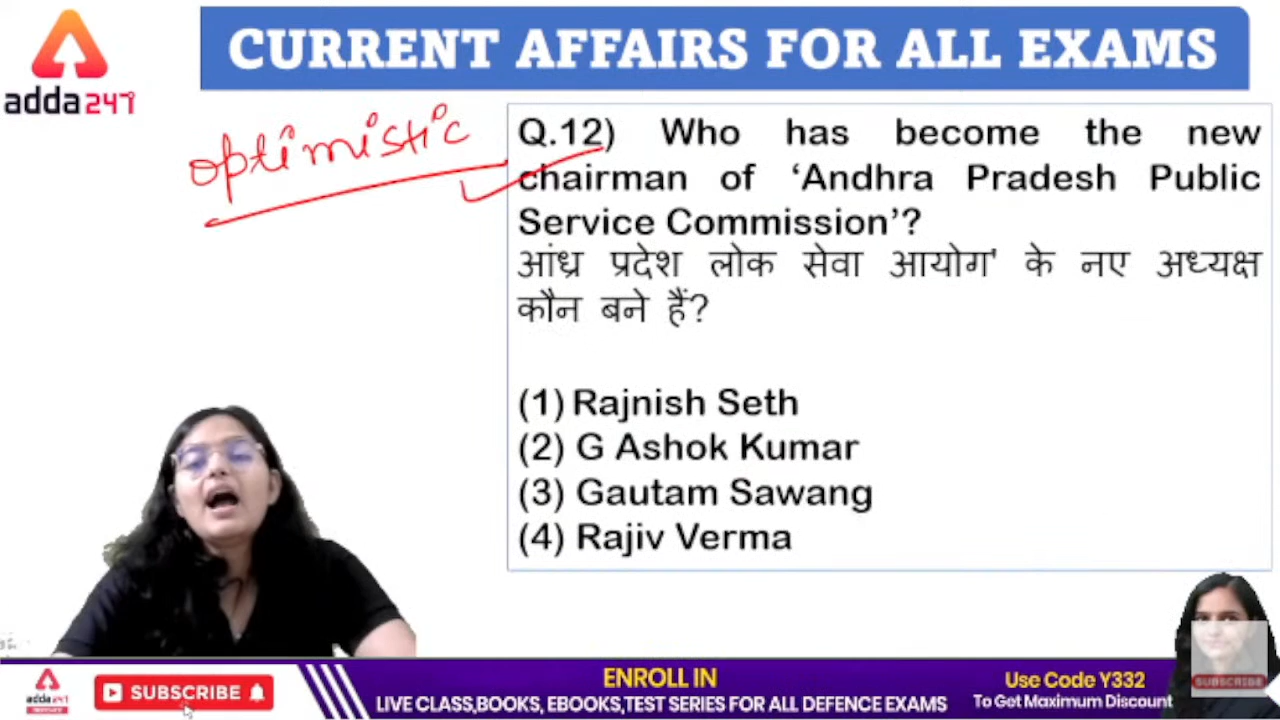 CURRENT AFFAIRS FOR ALL EXAMS
adda247
optimistic
Q.12) Who has become the new
chairman of ‘Andhra Pradesh Public
Service Commission’?
आंध्र प्रदेश लोक सेवा आयोग' के नए अध्यक्ष
कौन बने हैं?
(1) Rajnish Seth
(2) G Ashok Kumar
(3) Gautam Sawang
(4) Rajiv Verma
adda247
SUBSCRIBE
ENROLL IN
LIVE CLASS,BOOKS, EBOOKS,TEST SERIES FOR ALL DEFENCE EXAMS
Use Code Y332
To Get Maximum Discount
SUBSCRIBE